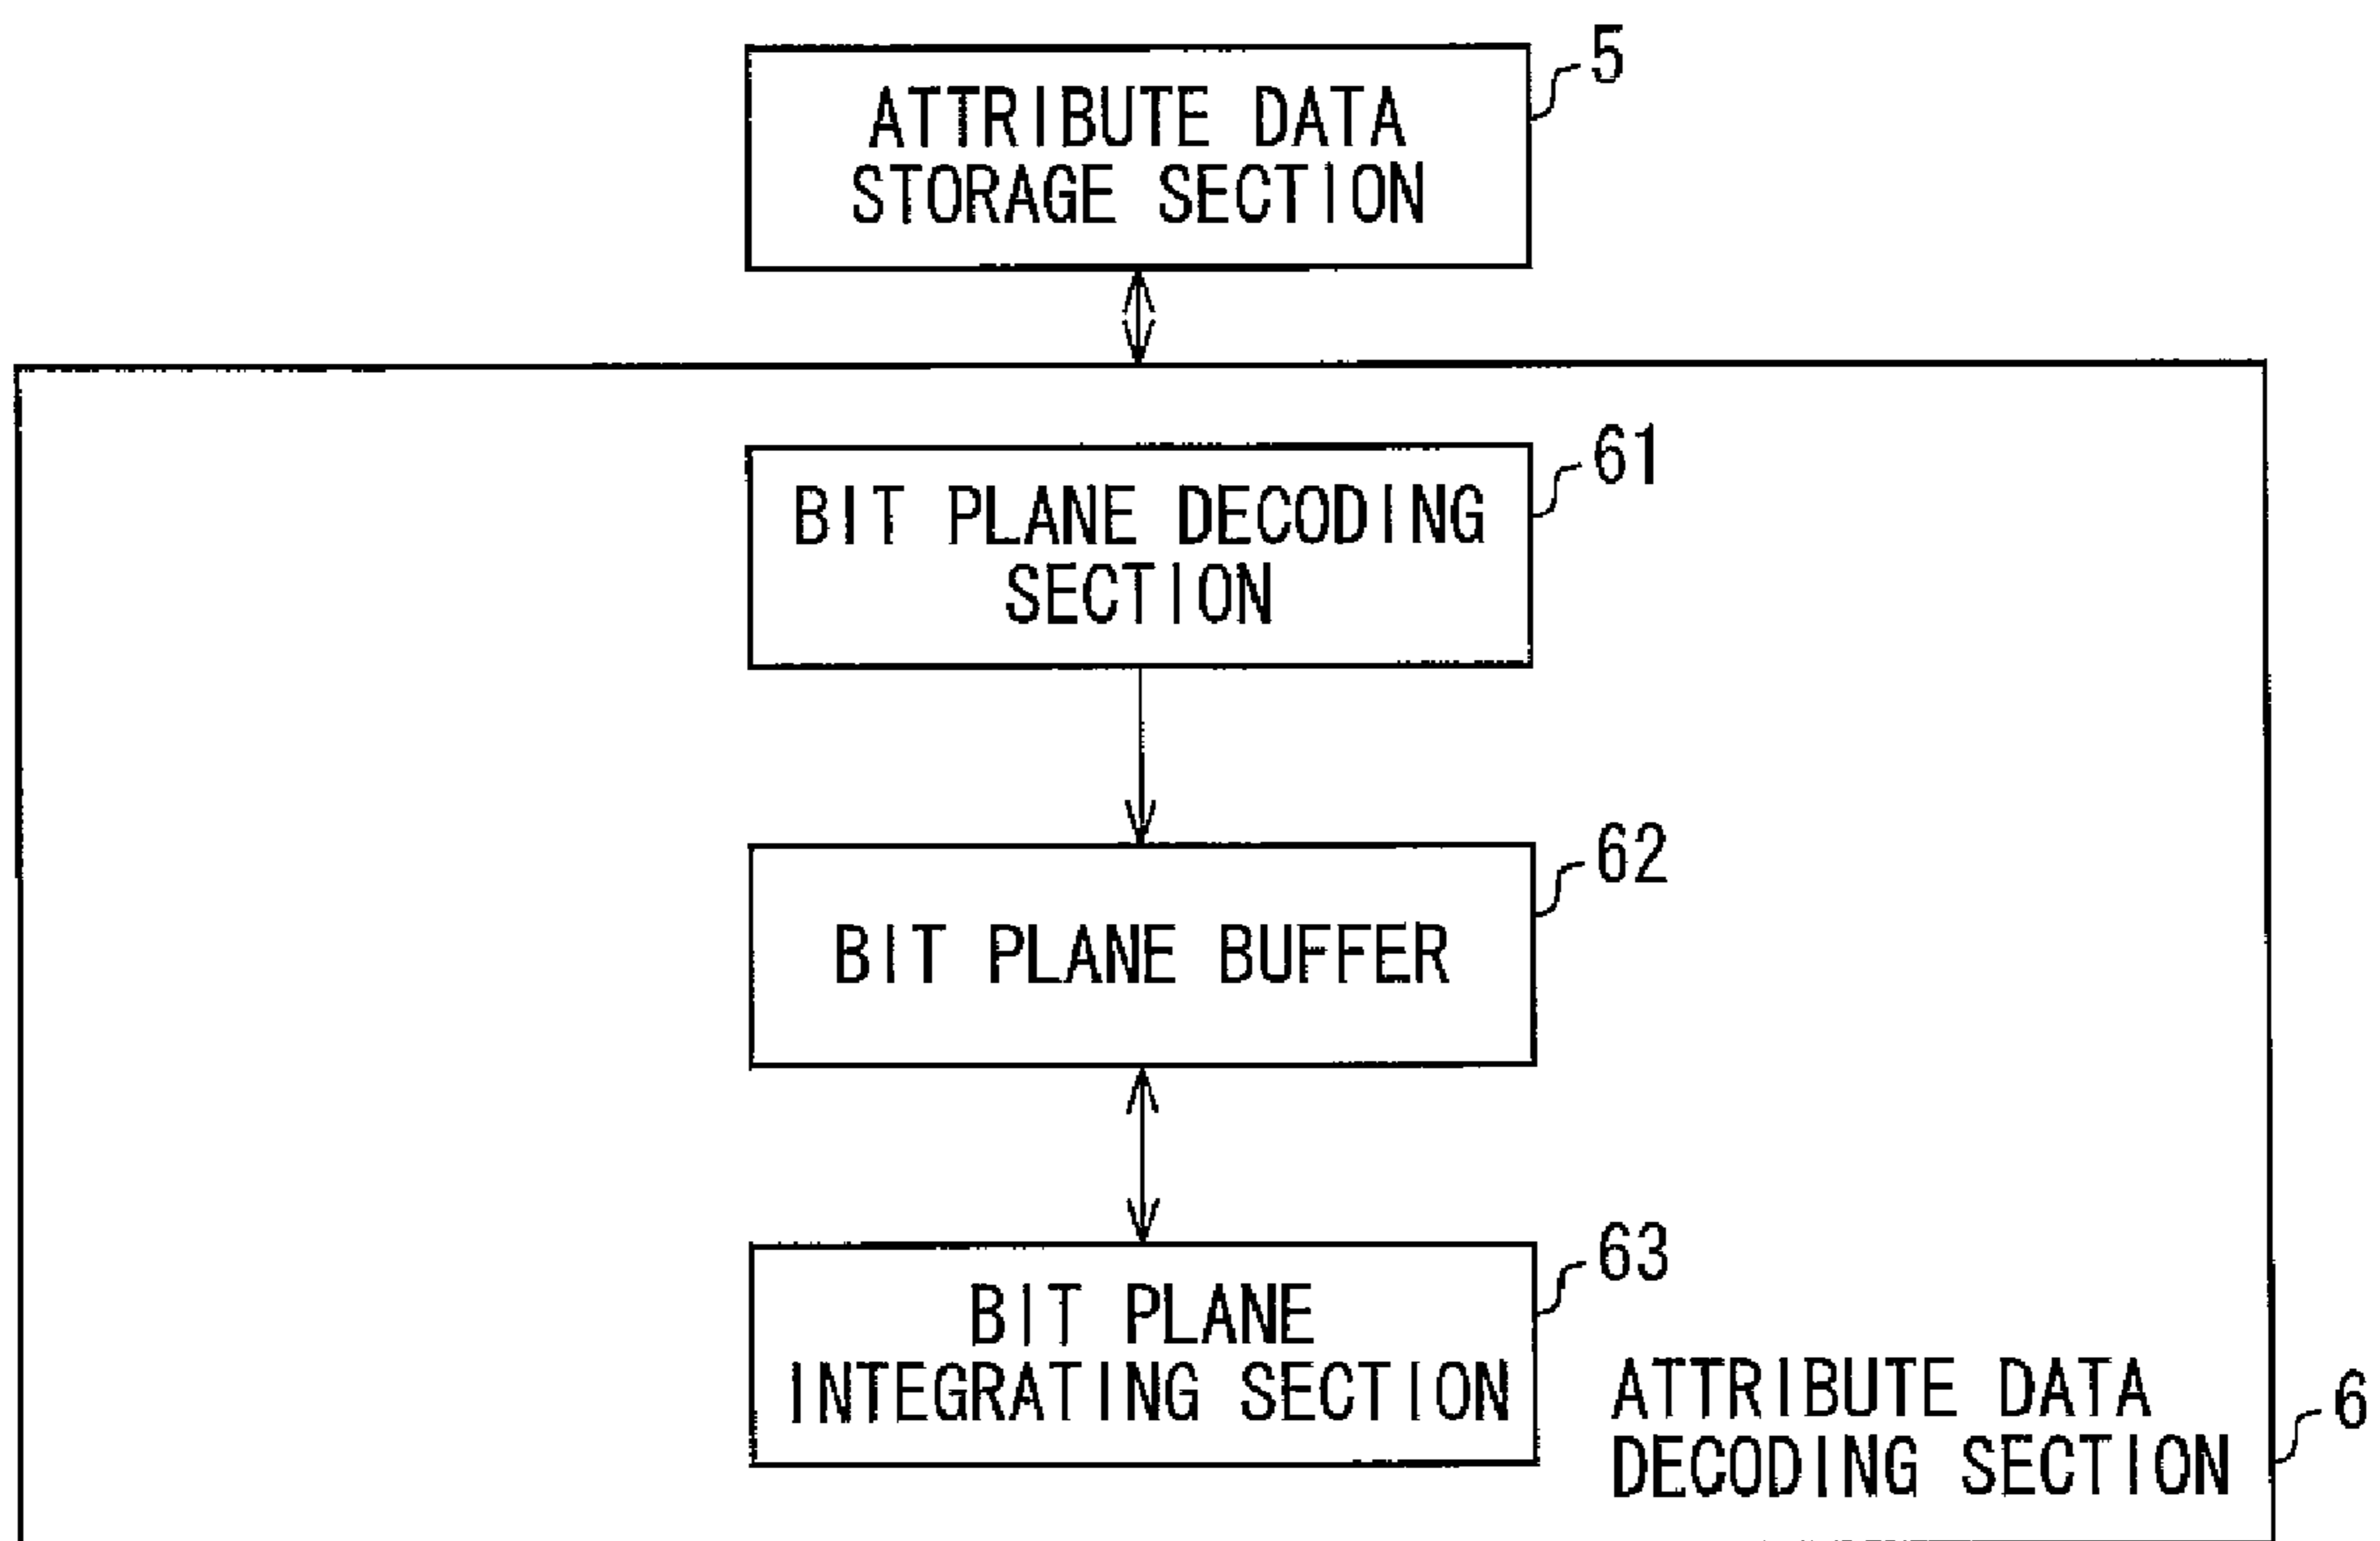 5
ATTRIBUTE DATA
STORAGE SECTION
61
BIT PLANE DECODING
SECTION
62
BIT PLANE BUFFER
63
BIT PLANE
INTEGRATING SECTION
ATTRIBUTE DATA
DECODING SECTION
6